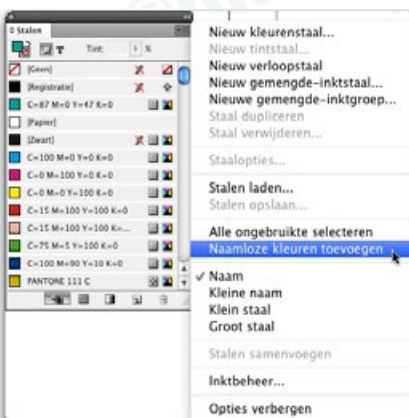 Stalen
Tint: %
[Geen]
[Registratie]
C=87 M=0 Y=47 K=0
[Papier]
[Zwart]
C=100 M=0 Y=0 K=0
C=0 M=100 Y=0 K=0
C=0 M=0 Y=100 K=0
C=15 M=100 Y=100 K=0
C=15 M=100 Y=100 K=...
C=75 M=5 Y=100 K=0
C=100 M=90 Y=10 K=0
PANTONE 111 C
Nieuw kleurenstaal...
Nieuw tintstaal...
Nieuw verloopstaal
Nieuw gemengde-inktstaal...
Nieuwe gemengde-inktgroep...
Staal dupliceren
Staal verwijderen...
Staalopties...
Stalen laden...
Stalen opslaan...
Alle ongebruikte selecteren
Naamloze kleuren toevoegen
✓ Naam
Kleine naam
Klein staal
Groot staal
Stalen samenvoegen
Inktbeheer...
Opties verbergen